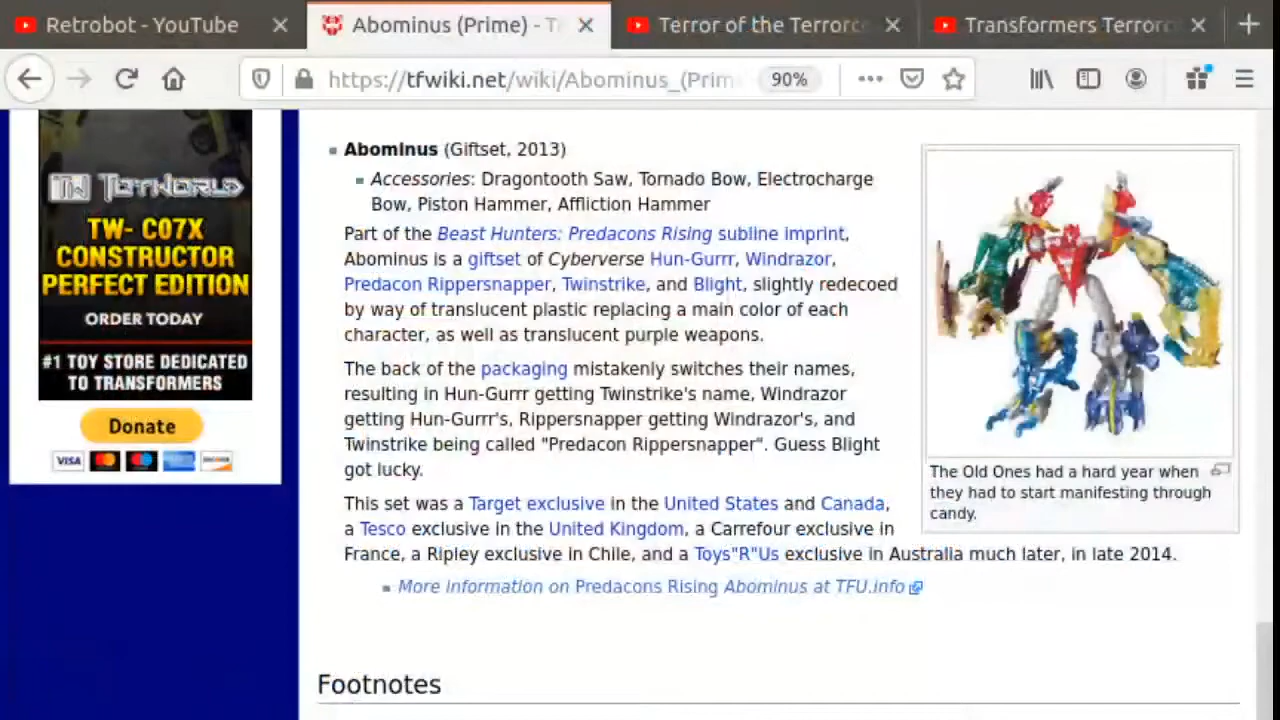 Retrobot - YouTube
Abominus (Prime) - T
Terror of the Terrorc
Transformers Terrorc
https://tfwiki.net/wiki/Abominus_(Prim
90%
TW TOYWORLD
TW- C07X
CONSTRUCTOR
PERFECT EDITION
ORDER TODAY
#1 TOY STORE DEDICATED
TO TRANSFORMERS
Donate
VISA
Abominus (Giftset, 2013)
Accessories: Dragontooth Saw, Tornado Bow, Electrocharge
Bow, Piston Hammer, Affliction Hammer
Part of the Beast Hunters: Predacons Rising subline imprint,
Abominus is a giftset of Cyberverse Hun-Gurrr, Windrazor,
Predacon Rippersnapper, Twinstrike, and Blight, slightly redecoed
by way of translucent plastic replacing a main color of each
character, as well as translucent purple weapons.
The back of the packaging mistakenly switches their names,
resulting in Hun-Gurrr getting Twinstrike's name, Windrazor
getting Hun-Gurrr's, Rippersnapper getting Windrazor's, and
Twinstrike being called "Predacon Rippersnapper". Guess Blight
got lucky.
This set was a Target exclusive in the United States and Canada,
a Tesco exclusive in the United Kingdom, a Carrefour exclusive in
France, a Ripley exclusive in Chile, and a Toys"R"Us exclusive in Australia much later, in late 2014.
More information on Predacons Rising Abominus at TFU.info
The Old Ones had a hard year when
they had to start manifesting through
candy.
Footnotes